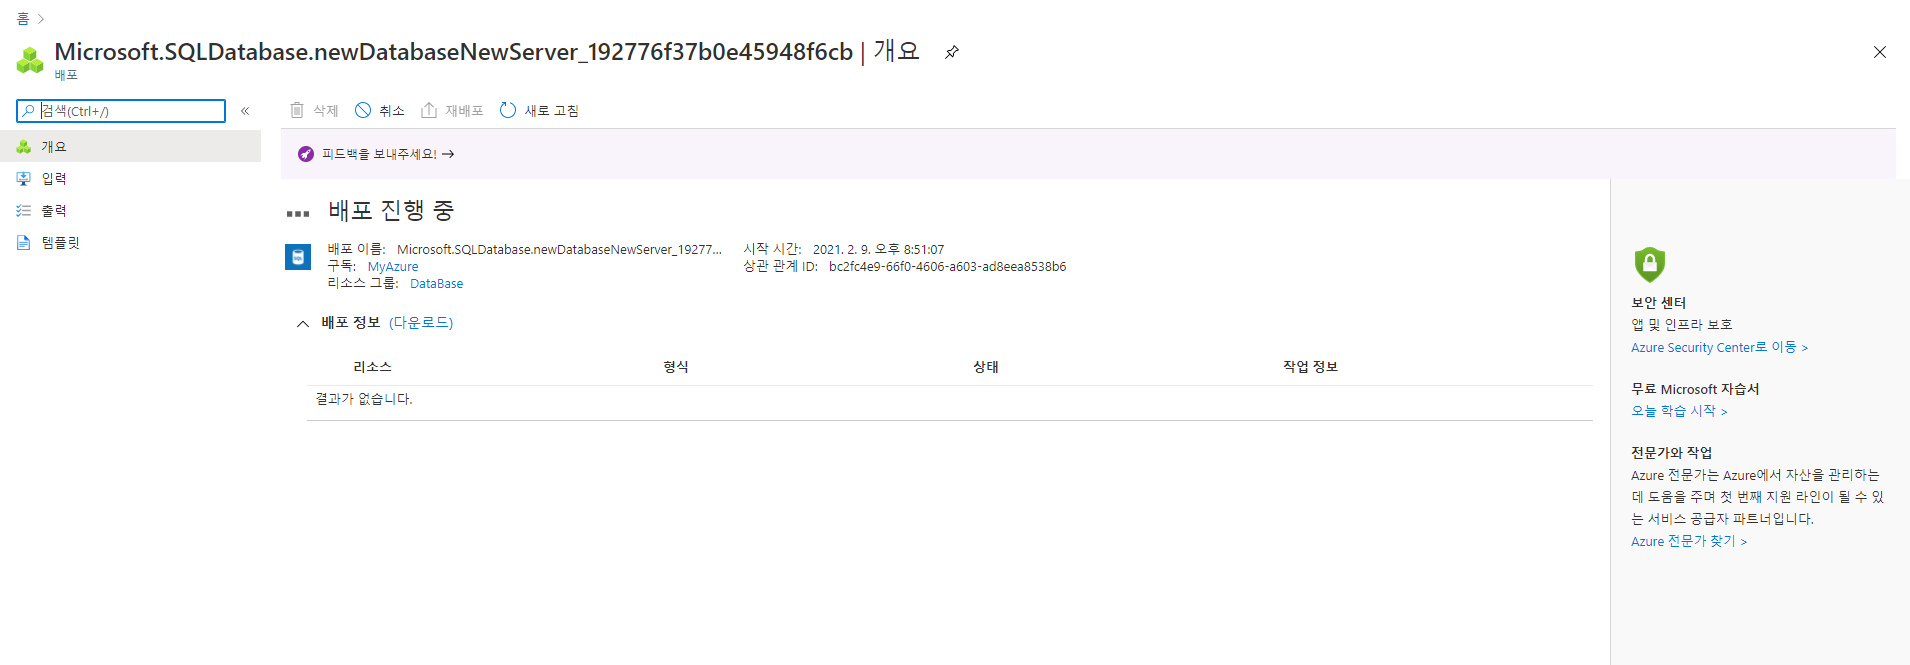 홈
Microsoft.SQLDatabase.newDatabaseNewServer_192776f37b0e45948f6cb | 개요
배포
검색(Ctrl+/)
«
삭제
취소
재배포
새로 고침
개요
입력
출력
템플릿
피드백을 보내주세요! →
배포 진행 중
배포 이름: Microsoft.SQLDatabase.newDatabaseNewServer_19277...
구독: MyAzure
리소스 그룹: DataBase
시작 시간: 2021. 2. 9. 오후 8:51:07
상관 관계 ID: bc2fc4e9-66f0-4606-a603-ad8eea8538b6
배포 정보 (다운로드)
리소스 형식 상태 작업 정보
결과가 없습니다.
보안 센터
앱 및 인프라 보호
Azure Security Center로 이동 >
무료 Microsoft 자습서
오늘 학습 시작 >
전문가와 작업
Azure 전문가는 Azure에서 자산을 관리하는
데 도움을 주며 첫 번째 지원 라인이 될 수 있
는 서비스 공급자 파트너입니다.
Azure 전문가 찾기 >